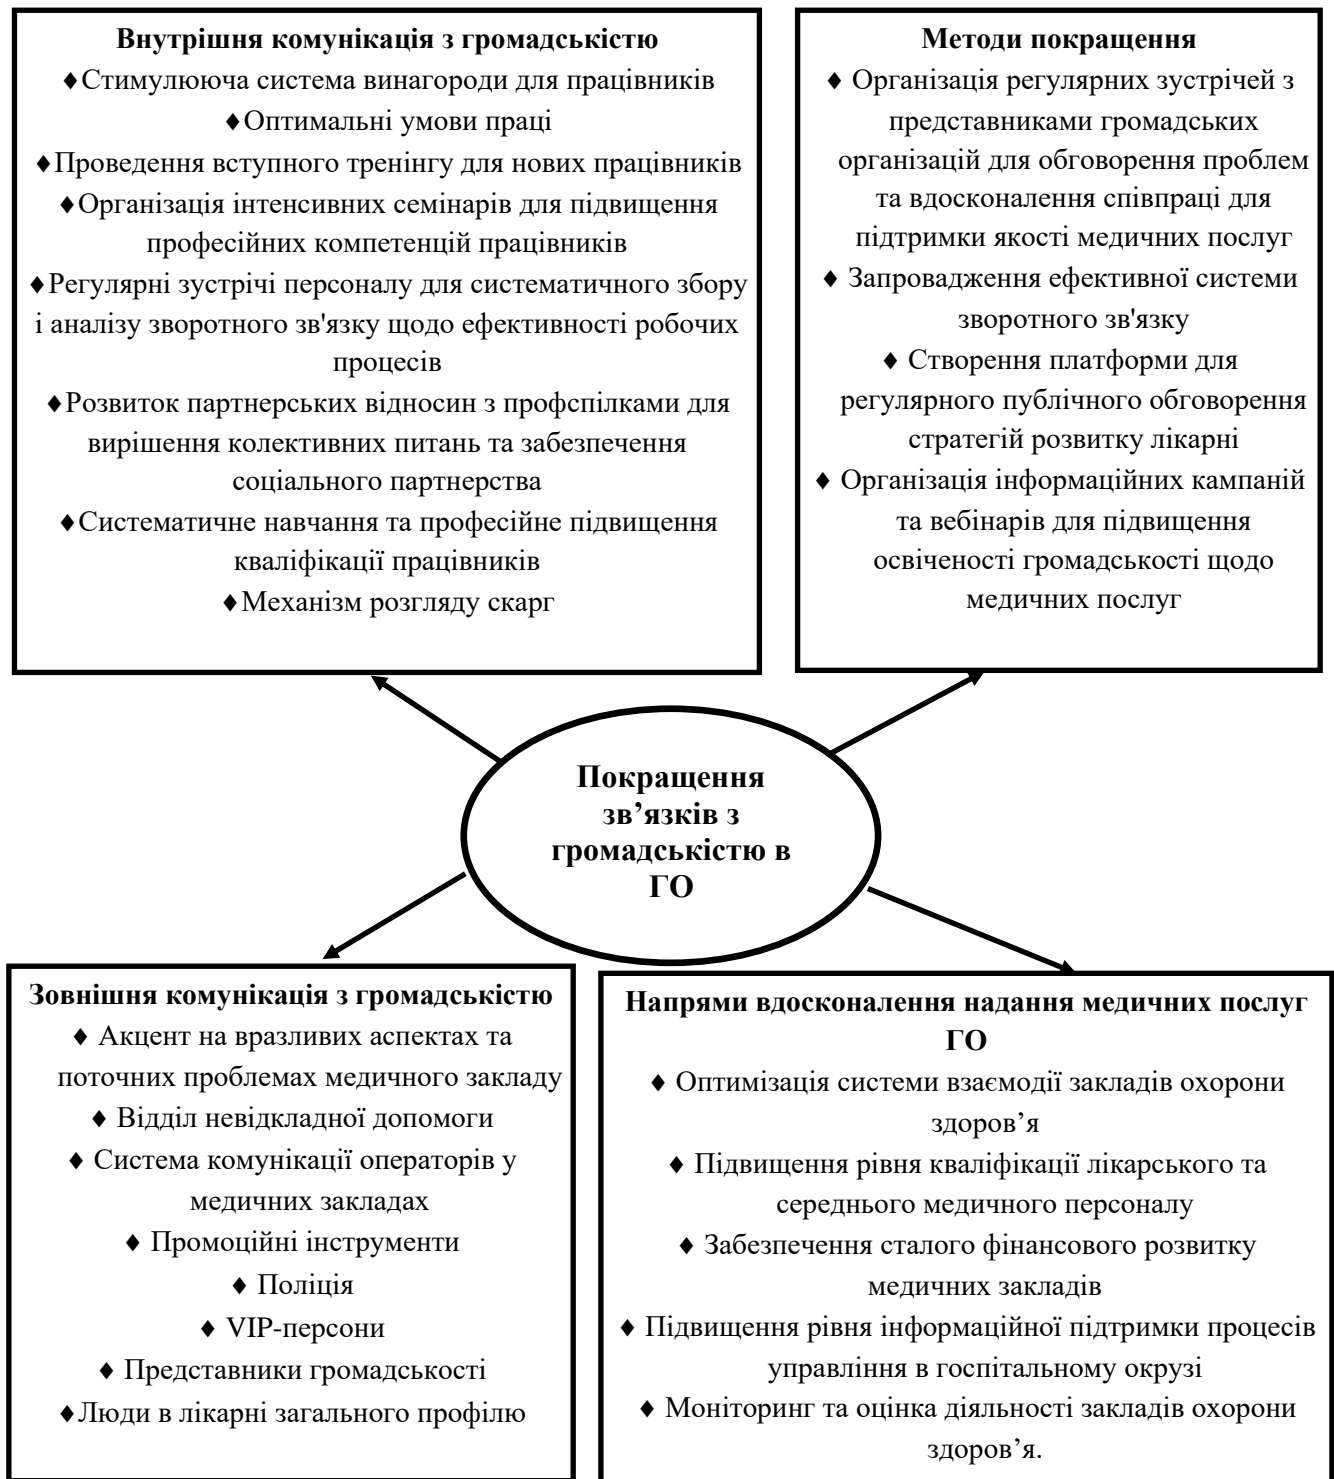 Внутрішня комунікація з громадськістю
♦Стимулююча система винагороди для працівників
♦Оптимальні умови праці
♦Проведення вступного тренінгу для нових працівників
♦Організація інтенсивних семінарів для підвищення
професійних компетенцій працівників
♦Регулярні зустрічі персоналу для систематичного збору
і аналізу зворотного зв'язку щодо ефективності робочих
процесів
♦Розвиток партнерських відносин з профспілками для
вирішення колективних питань та забезпечення
соціального партнерства
♦Систематичне навчання та професійне підвищення
кваліфікації працівників
♦Механізм розгляду скарг
Методи покращення
♦ Організація регулярних зустрічей з
представниками громадських
організацій для обговорення проблем
та вдосконалення співпраці для
підтримки якості медичних послуг
♦ Запровадження ефективної системи
зворотного зв'язку
♦ Створення платформи для
регулярного публічного обговорення
стратегій розвитку лікарні
♦ Організація інформаційних кампаній
та вебінарів для підвищення
освіченості громадськості щодо
медичних послуг
Покращення
зв’язків з
громадськістю в
ГО
Зовнішня комунікація з громадськістю
♦ Акцент на вразливих аспектах та
поточних проблемах медичного закладу
♦ Відділ невідкладної допомоги
♦ Система комунікації операторів у
медичних закладах
♦ Промоційні інструменти
♦ Поліція
♦ VIP-персони
♦ Представники громадськості
♦Люди в лікарні загального профілю
Напрями вдосконалення надання медичних послуг
ГО
♦ Оптимізація системи взаємодії закладів охорони
здоров’я
♦ Підвищення рівня кваліфікації лікарського та
середнього медичного персоналу
♦ Забезпечення сталого фінансового розвитку
медичних закладів
♦ Підвищення рівня інформаційної підтримки процесів
управління в госпітальному окрузі
♦ Моніторинг та оцінка діяльності закладів охорони
здоров’я.